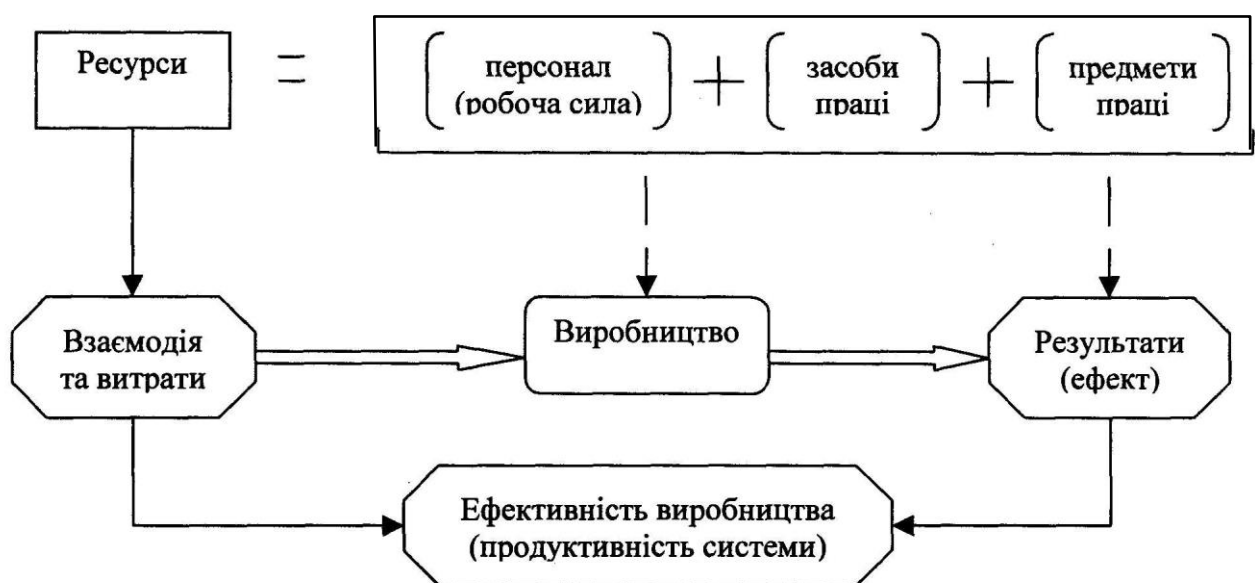 Ресурси
=
персонал
(робоча сила)
+
засоби
праці
+
предмети
праці
Взаємодія
та витрати
Виробництво
Результати
(ефект)
Ефективність виробництва
(продуктивність системи)